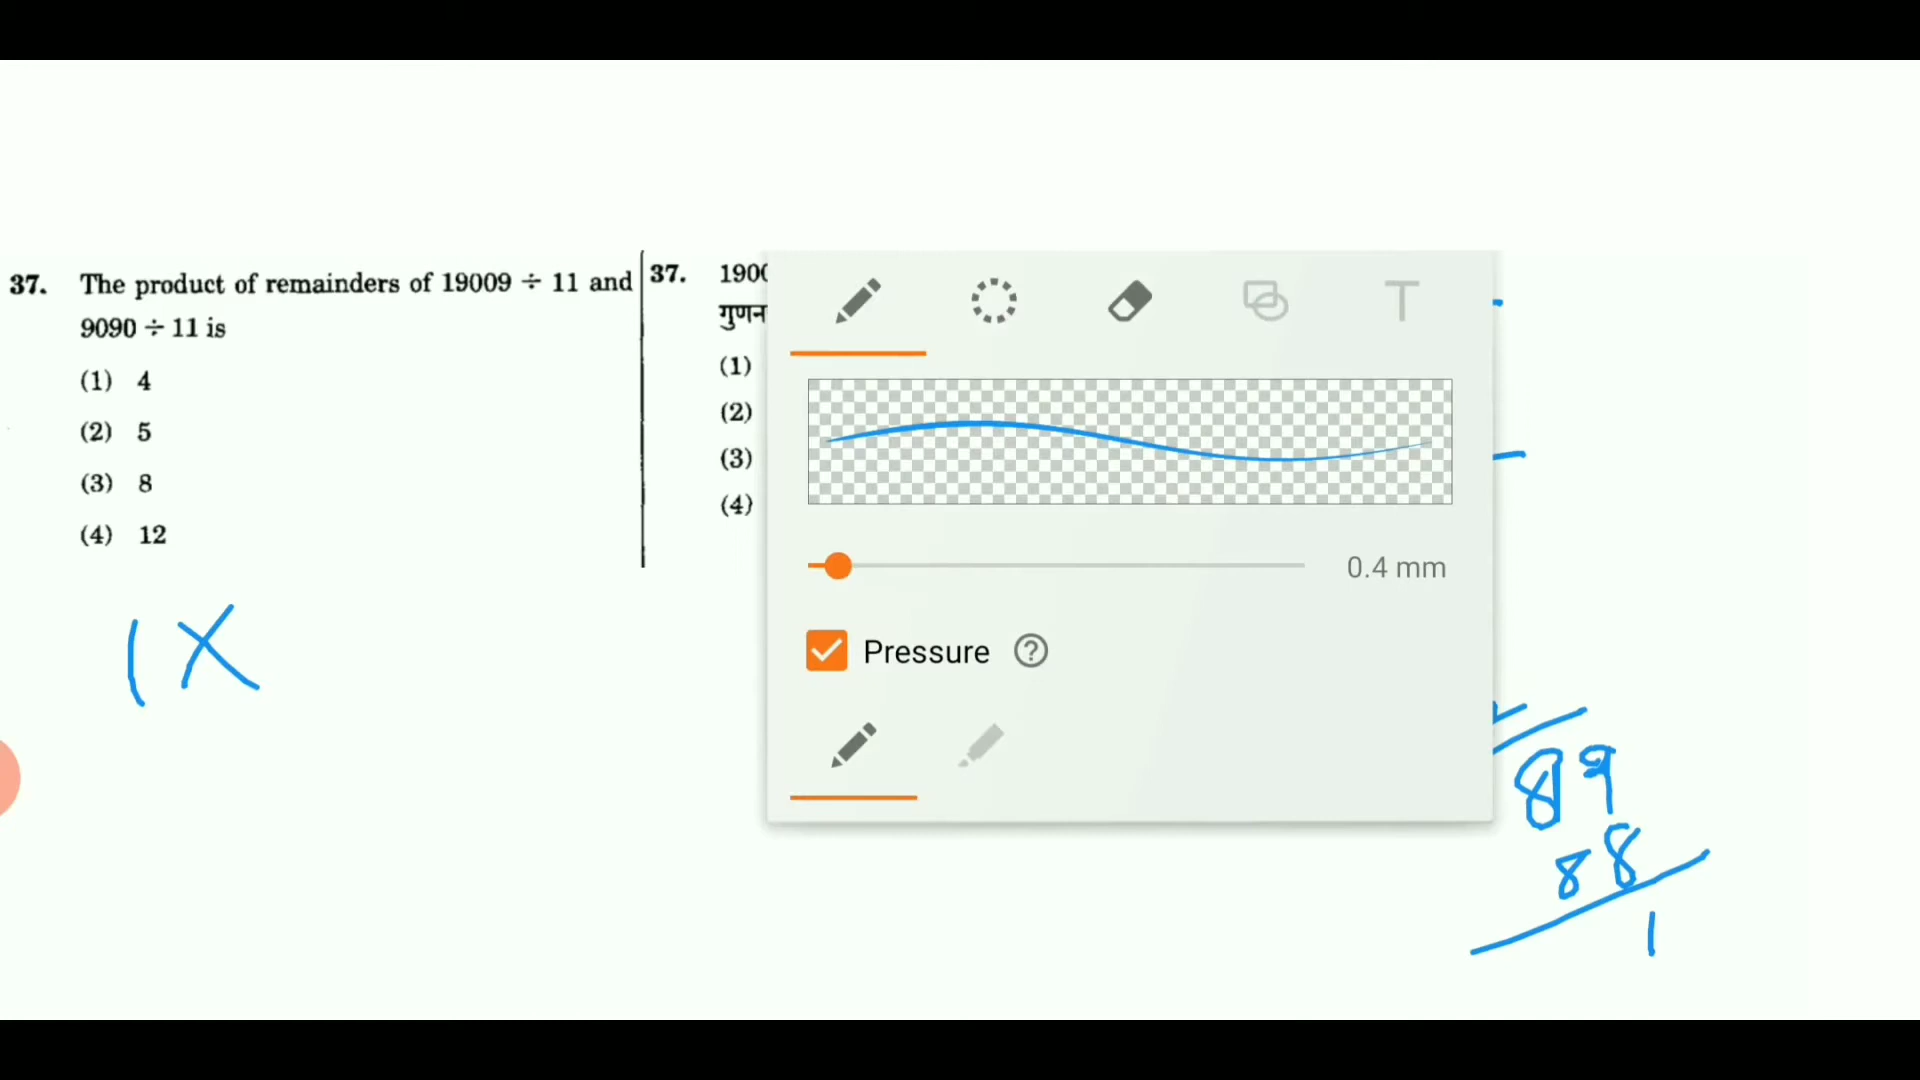 37. The product of remainders of 19009 ÷ 11 and
9090 ÷ 11 is
(1) 4
(2) 5
(3) 8
(4) 12
1 X
37. 1900
गुणन
(1)
(2)
(3)
(4)
T
0.4 mm
Pressure ?
89
88
1